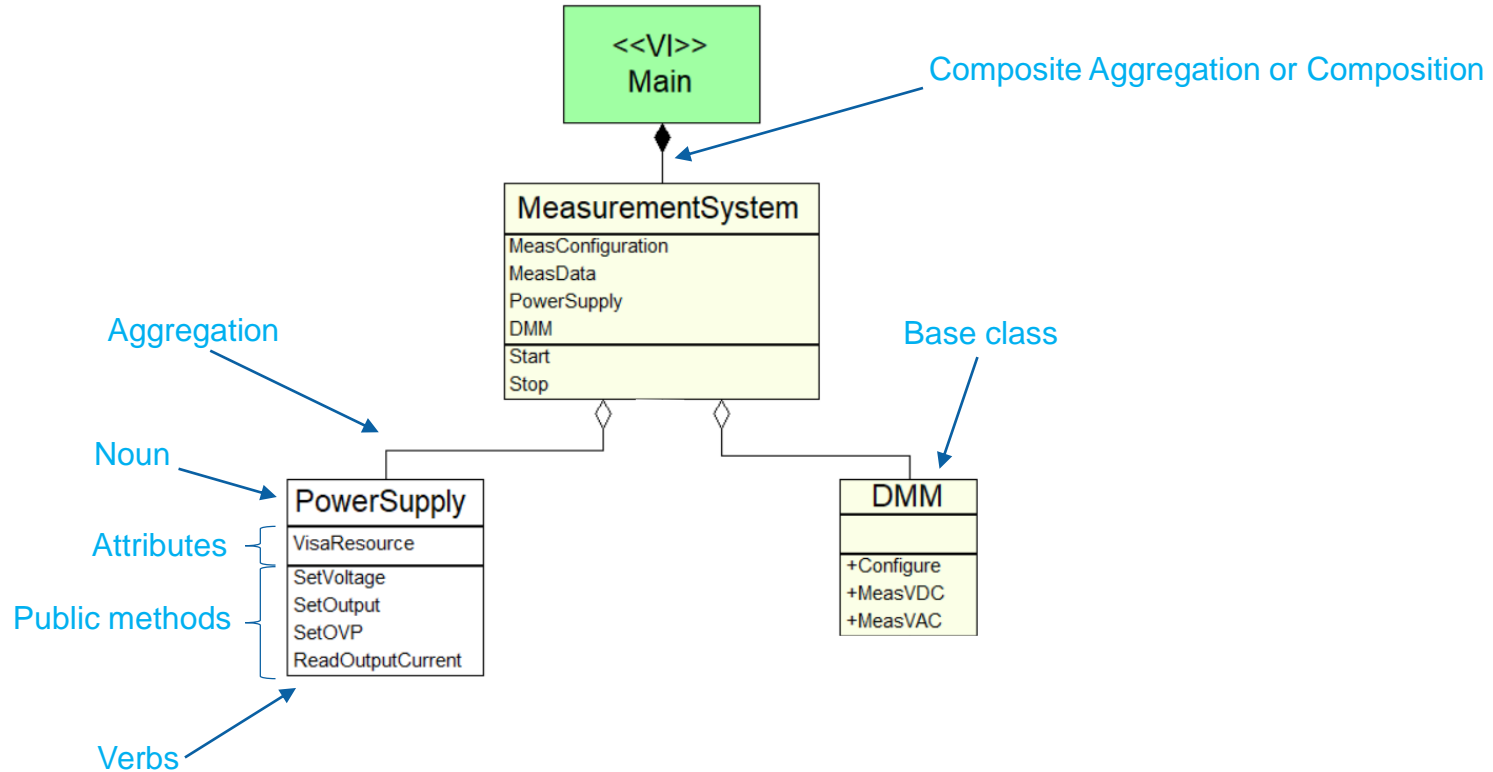 <<VI>>
Main
Composite Aggregation or Composition
MeasurementSystem
MeasConfiguration
MeasData
PowerSupply
DMM
Start
Stop
Aggregation
Base class
Noun
PowerSupply
Attributes
VisaResource
Public methods
SetVoltage
SetOutput
SetOVP
ReadOutputCurrent
Verbs
DMM
+Configure
+MeasVDC
+MeasVAC